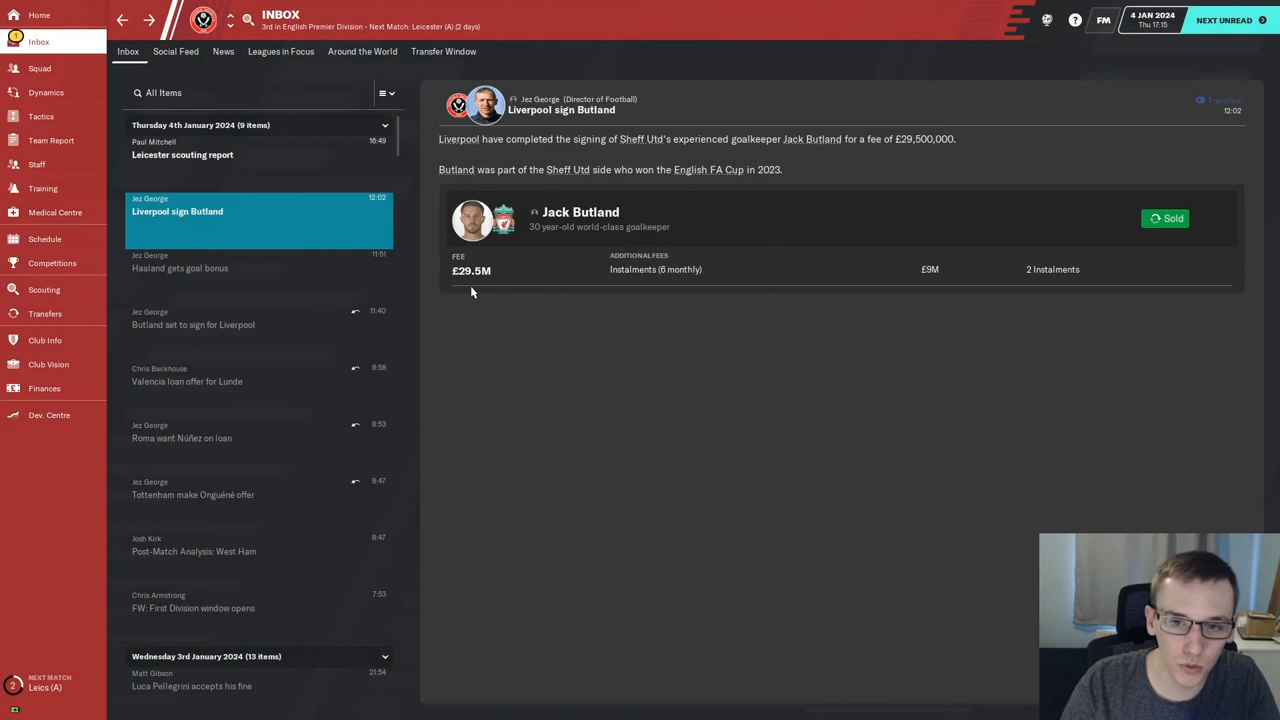 Home
INBOX
3rd in English Premier Division - Next Match: Leicester (A) (2 days)
FM
4 JAN 2024
Thu 17:15
NEXT UNREAD
1
Inbox
Squad
Dynamics
Tactics
Team Report
Staff
Training
Medical Centre
Schedule
Competitions
Scouting
Transfers
Club Info
Club Vision
Finances
Dev. Centre
2
NEXT MATCH
Leics (A)
Inbox
Social Feed
News
Leagues in Focus
Around the World
Transfer Window
All Items
Thursday 4th January 2024 (9 items)
Paul Mitchell
16:49
Leicester scouting report
Jez George
12:02
Liverpool sign Butland
Jez George
11:51
Haaland gets goal bonus
Jez George
11:40
Butland set to sign for Liverpool
Chris Backhouse
8:58
Valencia loan offer for Lunde
Jez George
8:53
Roma want Núñez on loan
Jez George
8:47
Tottenham make Onguéné offer
Josh Kirk
8:47
Post-Match Analysis: West Ham
Chris Armstrong
7:53
FW: First Division window opens
Wednesday 3rd January 2024 (13 items)
Matt Gibson
21:54
Luca Pellegrini accepts his fine
Jez George (Director of Football)
Liverpool sign Butland
Transfers
12:02
Liverpool have completed the signing of Sheff Utd's experienced goalkeeper Jack Butland for a fee of £29,500,000.
Butland was part of the Sheff Utd side who won the English FA Cup in 2023.
Jack Butland
30 year-old world-class goalkeeper
Sold
FEE
£29.5M
ADDITIONAL FEES
Instalments (6 monthly)
£9M
2 Instalments